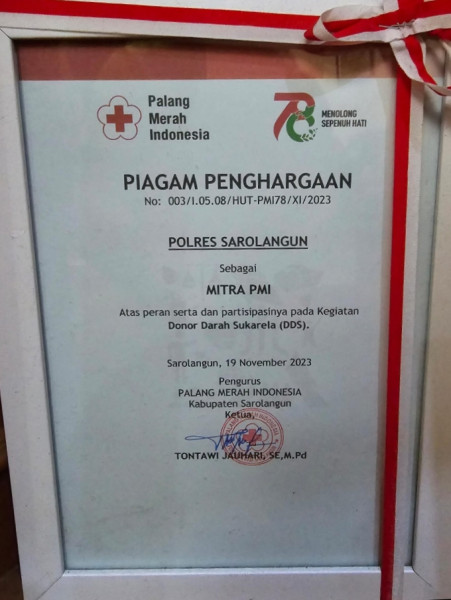 Palang
Merah
Indonesia
78
MENOLONG
SEPENUH HATI
PIAGAM PENGHARGAAN
No: 003/I.05.08/HUT-PMI78/XI/2023
POLRES SAROLANGUN
Sebagai
MITRA PMI
Atas peran serta dan partisipasinya pada Kegiatan
Donor Darah Sukarela (DDS).
Sarolangun, 19 November 2023
Pengurus
PALANG MERAH INDONESIA
Kabupaten Sarolangun
Ketua,
TONTAWI JAUHARI, SE,M,Pd